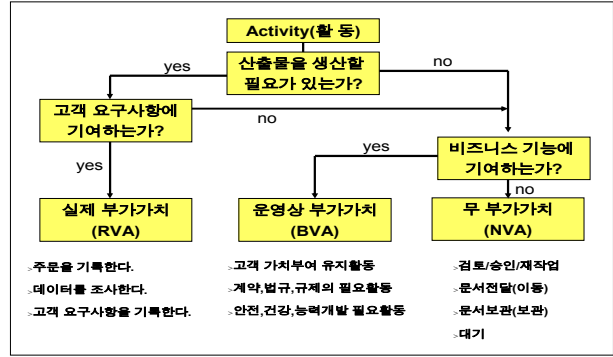 Activity(활 동)
산출물을 생산할
필요가 있는가?
yes
no
고객 요구사항에
기여하는가?
no
비즈니스 기능에
기여하는가?
yes
yes
no
실제 부가가치
(RVA)
운영상 부가가치
(BVA)
무 부가가치
(NVA)
>주문을 기록한다.
>데이터를 조사한다.
>고객 요구사항을 기록한다.
>고객 가치부여 유지활동
>계약,법규,규제의 필요활동
>안전,건강,능력개발 필요활동
>검토/승인/재작업
>문서전달(이동)
>문서보관(보관)
>대기